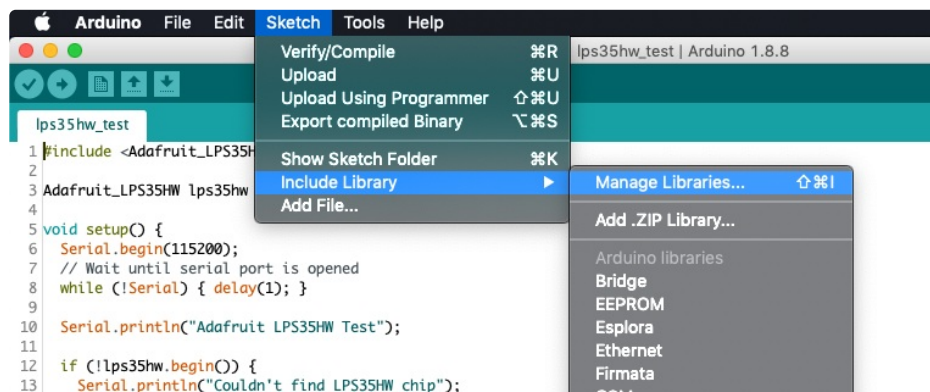 Arduino File Edit Sketch Tools Help
lps35hw_test | Arduino 1.8.8
Verify/Compile ⌘R
Upload ⌘U
Upload Using Programmer ⇧⌘U
Export compiled Binary ⌥⌘S
Show Sketch Folder ⌘K
Include Library ▶
Add File...
Manage Libraries... ⇧⌘I
Add .ZIP Library...
Arduino libraries
Bridge
EEPROM
Esplora
Ethernet
Firmata
lps35hw_test
1 #include <Adafruit_LPS35H
2
3 Adafruit_LPS35HW lps35hw
4
5 void setup() {
6 Serial.begin(115200);
7 // Wait until serial port is opened
8 while (!Serial) { delay(1); }
9
10 Serial.println("Adafruit LPS35HW Test");
11
12 if (!lps35hw.begin()) {
13 Serial.println("Couldn't find LPS35HW chip");